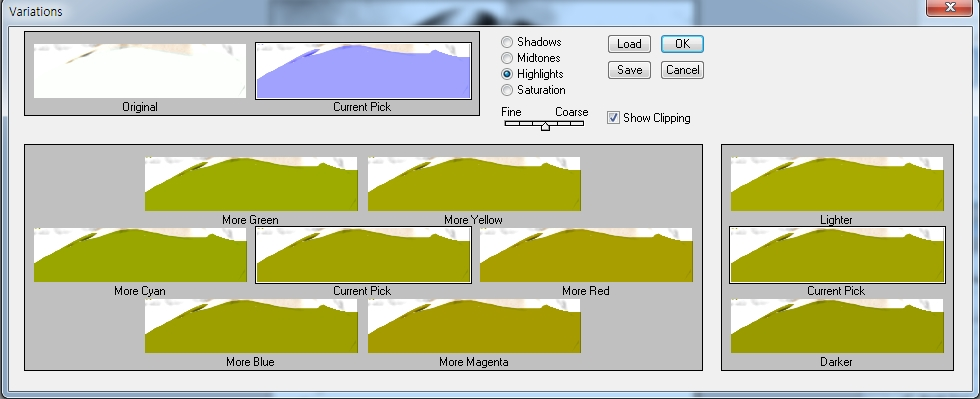 Variations
Original
Current Pick
Shadows
Midtones
Highlights
Saturation
Fine Coarse
Load
OK
Save
Cancel
Show Clipping
More Green
More Yellow
More Cyan
Current Pick
More Red
More Blue
More Magenta
Lighter
Current Pick
Darker